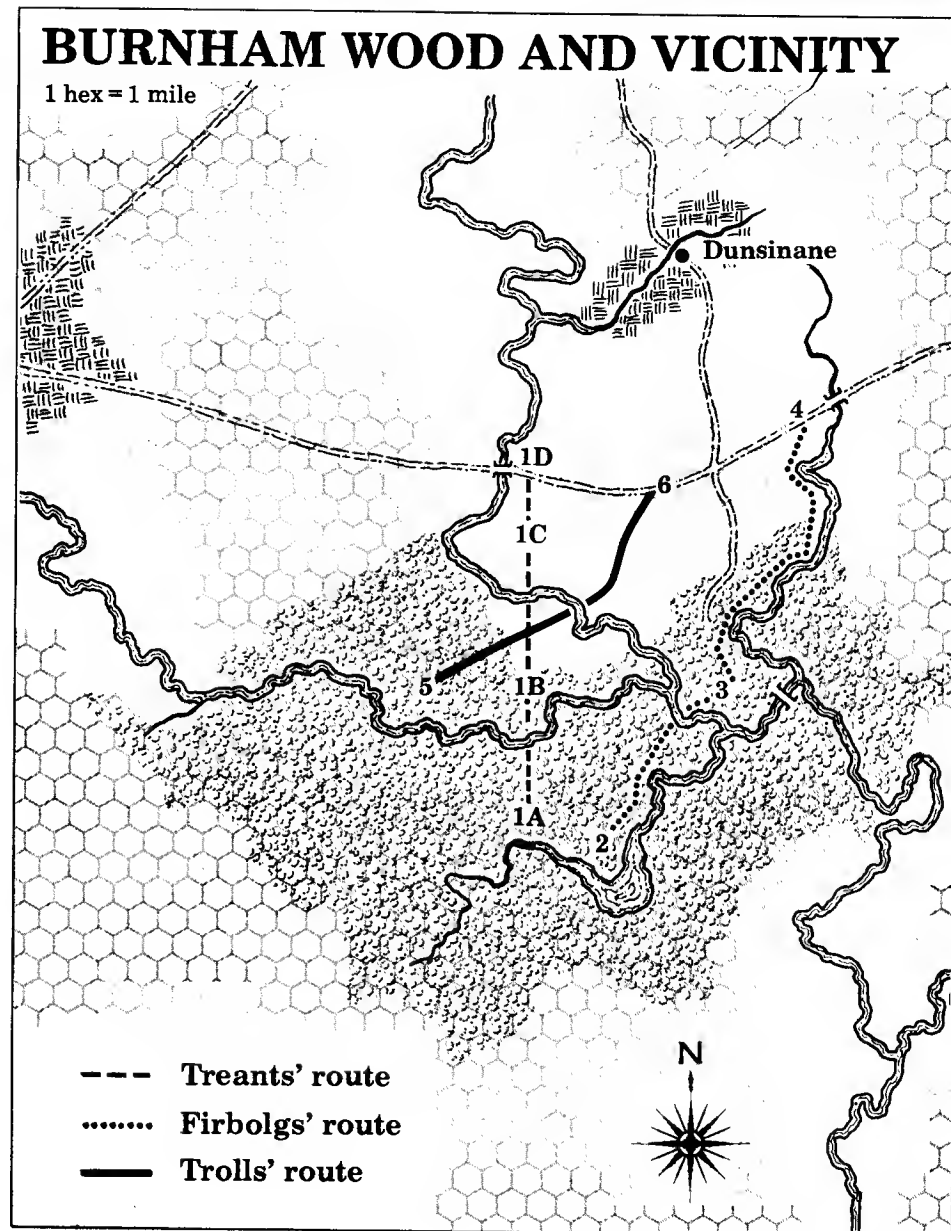 BURNHAM WOOD AND VICINITY
1 hex = 1 mile
Dunsinane
4
1D
6
1C
5
1B
3
1A
2
N
Treants' route
Firbolgs' route
Trolls' route